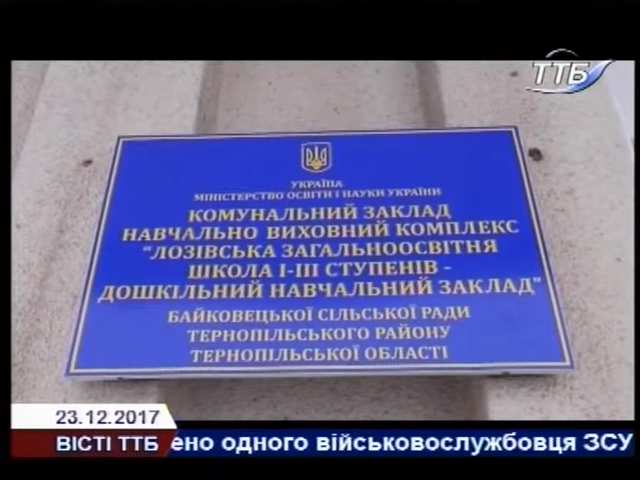 ТТБ
УКРАЇНА
МІНІСТЕРСТВО ОСВІТИ І НАУКИ УКРАЇНИ
КОМУНАЛЬНИЙ ЗАКЛАД
НАВЧАЛЬНО ВИХОВНИЙ КОМПЛЕКС
"ЛОЗІВСЬКА ЗАГАЛЬНООСВІТНЯ
ШКОЛА І-ІІІ СТУПЕНІВ -
ДОШКІЛЬНИЙ НАВЧАЛЬНИЙ ЗАКЛАД"
БАЙКОВЕЦЬКОЇ СІЛЬСЬКОЇ РАДИ
ТЕРНОПІЛЬСЬКОГО РАЙОНУ
ТЕРНОПІЛЬСЬКОЇ ОБЛАСТІ
23.12.2017
ВІСТІ ТТБ ено одного військовослужбовця ЗСУ